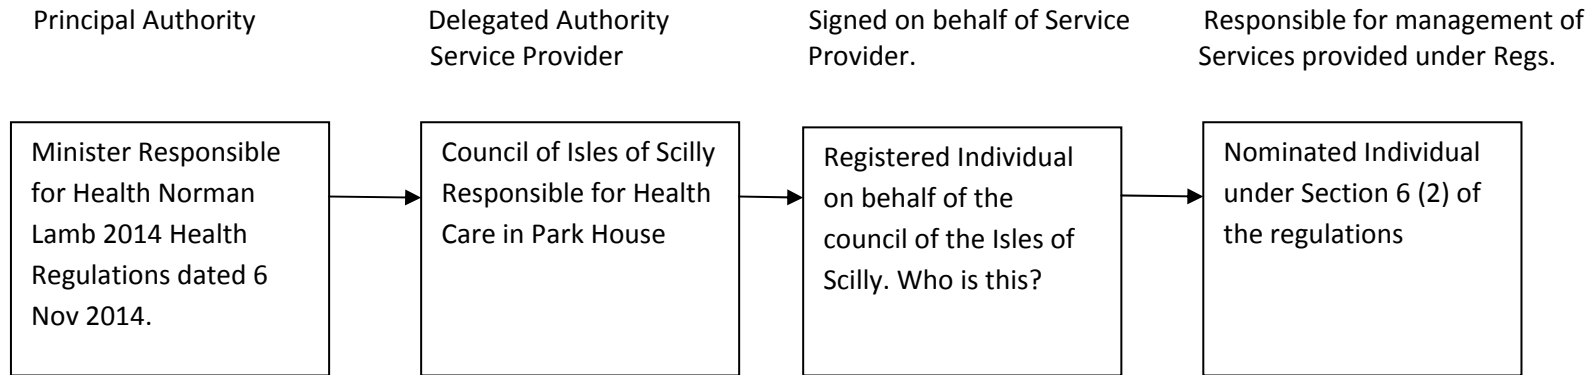 Principal Authority
Delegated Authority
Service Provider
Signed on behalf of Service
Provider.
Responsible for management of
Services provided under Regs.
Minister Responsible
for Health Norman
Lamb 2014 Health
Regulations dated 6
Nov 2014.
Council of Isles of Scilly
Responsible for Health
Care in Park House
Registered Individual
on behalf of the
council of the Isles of
Scilly. Who is this?
Nominated Individual
under Section 6 (2) of
the regulations